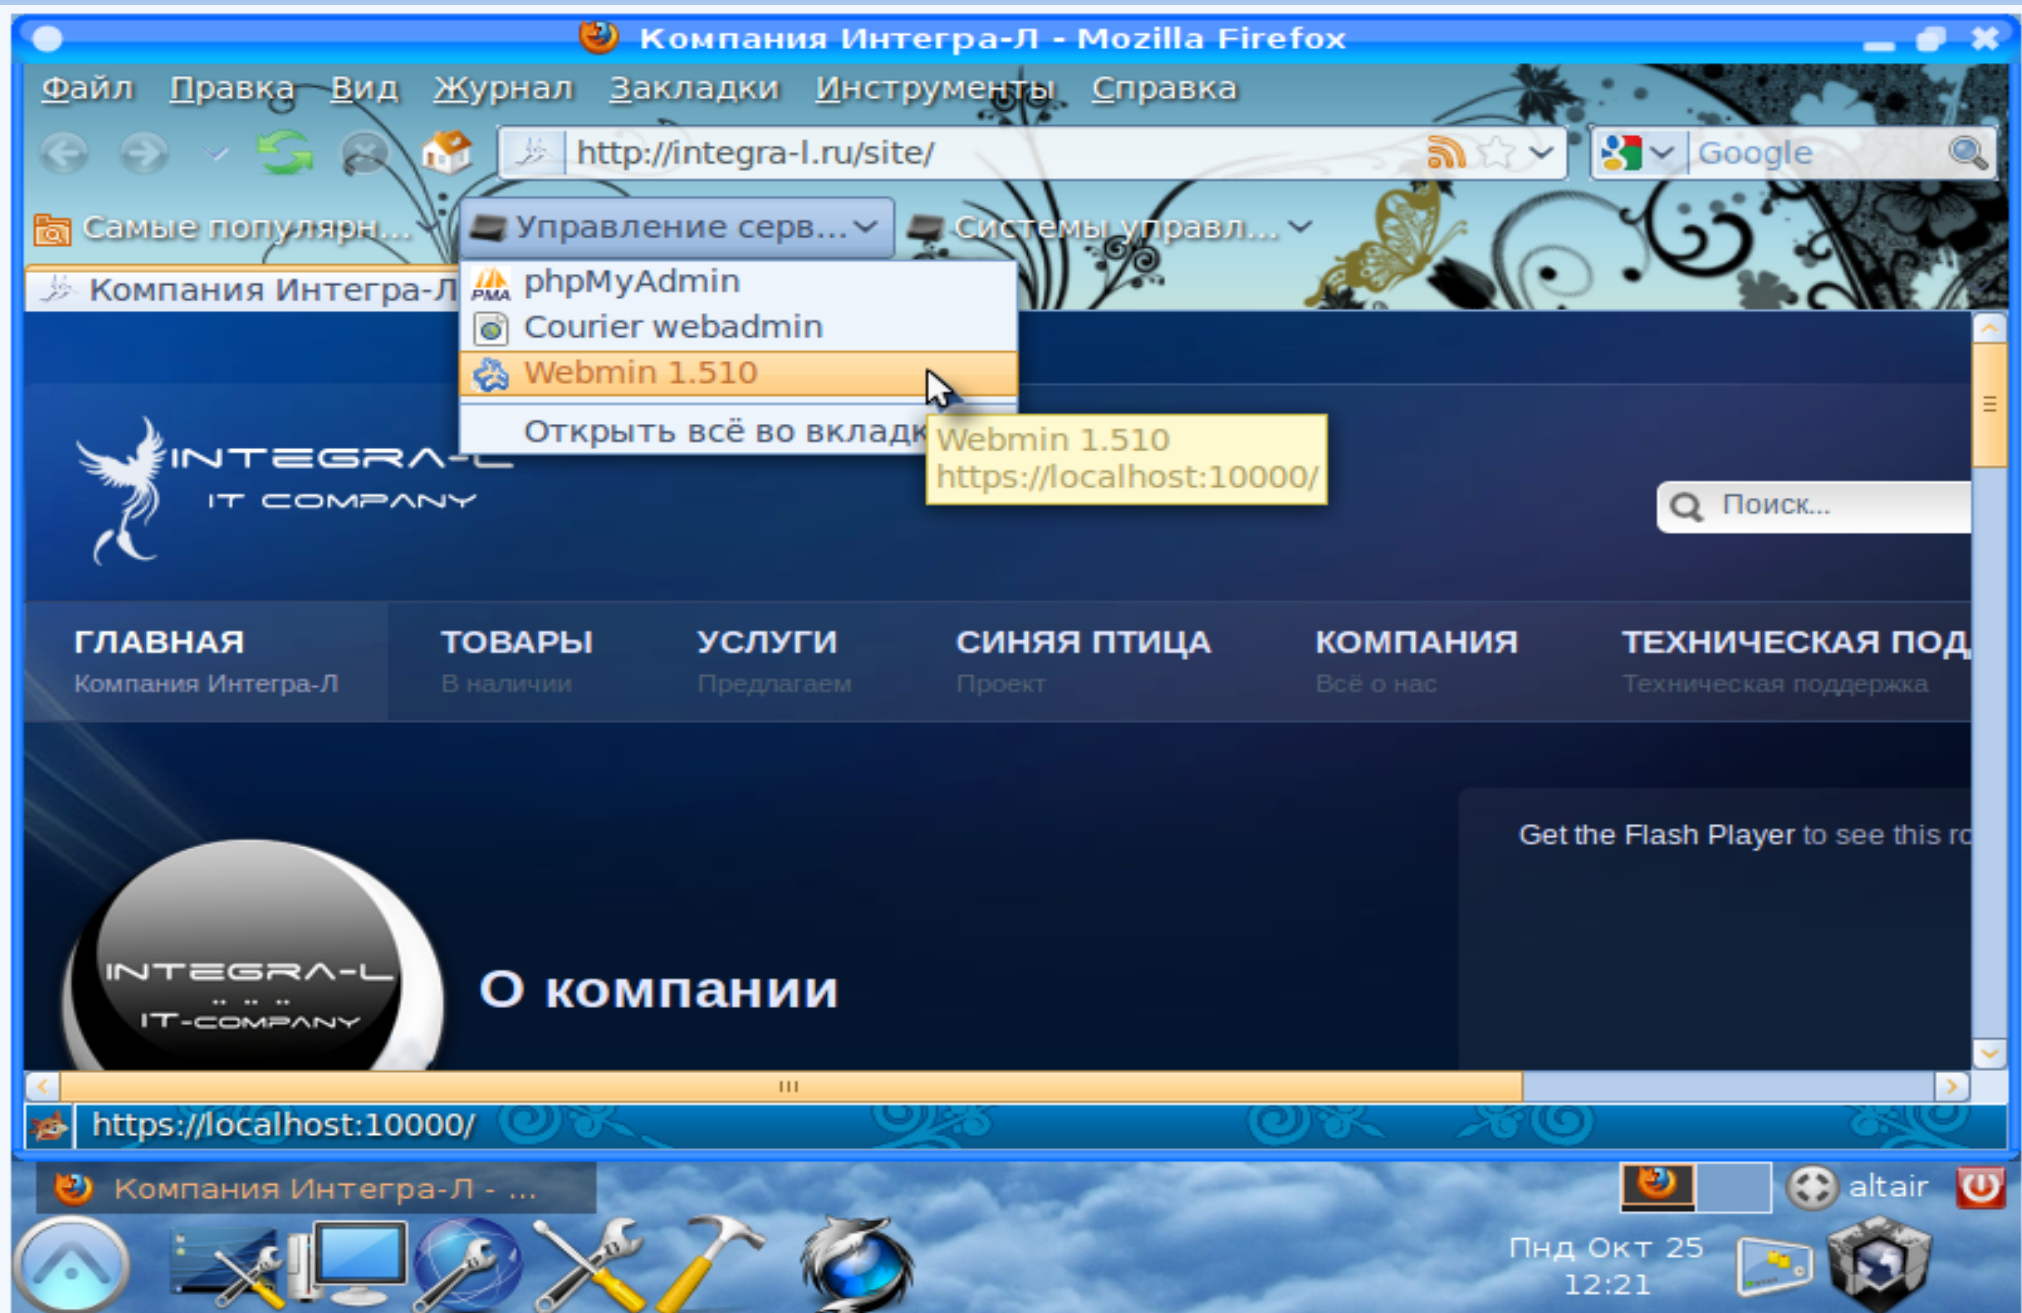 Компания Интегра-Л - Mozilla Firefox
Файл Правка Вид Журнал Закладки Инструменты Справка
http://integra-l.ru/site/ Google
Самые популярн... Управление серв... Системы управл...
Компания Интегра-Л
PMA phpMyAdmin
Courier webadmin
Webmin 1.510
Открыть всё во вкладк
Webmin 1.510
https://localhost:10000/
INTEGRA-L
IT COMPANY
Поиск...
ГЛАВНАЯ ТОВАРЫ УСЛУГИ СИНЯЯ ПТИЦА КОМПАНИЯ ТЕХНИЧЕСКАЯ ПОД
Компания Интегра-Л В наличии Предлагаем Проект Всё о нас Техническая поддержка
Get the Flash Player to see this ro
INTEGRA-L
IT-COMPANY
О компании
https://localhost:10000/
Компания Интегра-Л - ...
altair
Пнд Окт 25
12:21